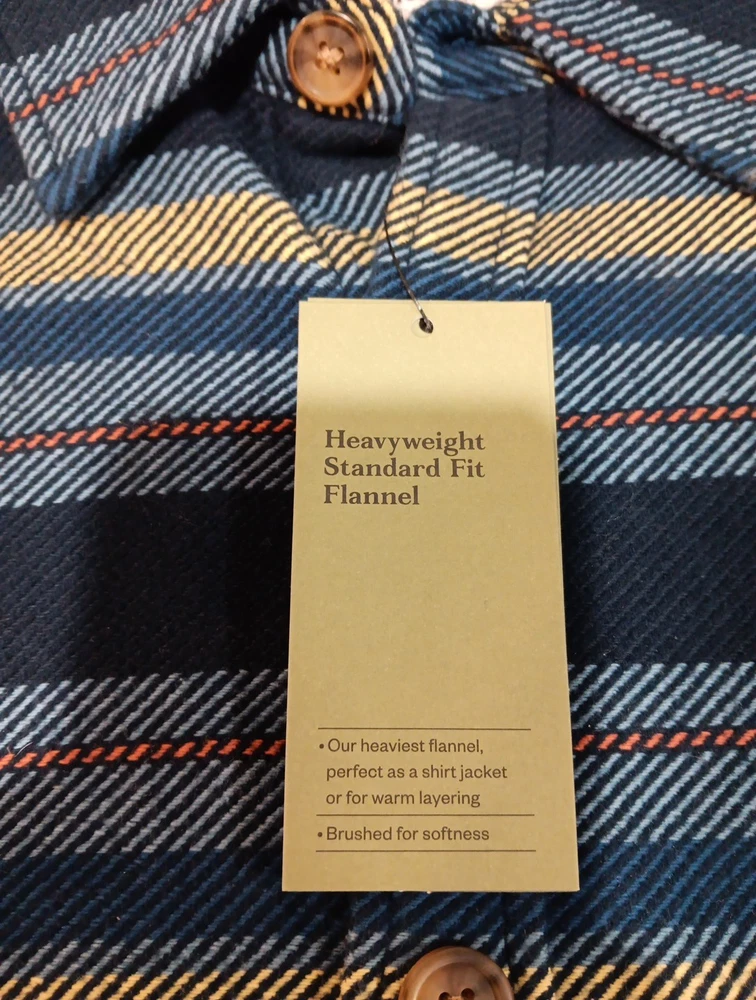 Heavyweight
Standard Fit
Flannel
• Our heaviest flannel,
perfect as a shirt jacket
or for warm layering
• Brushed for softness